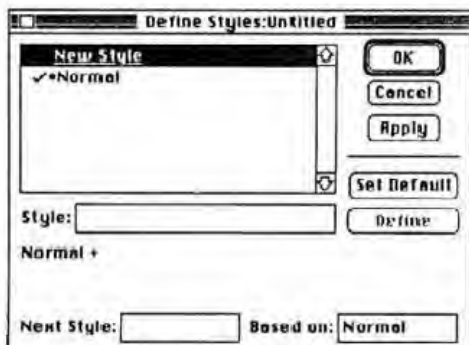 Define Styles:Untitled
New Style
✓•Normal
OK
Cancel
Apply
Set Default
Define
Style:
Normal +
Next Style:
Based on: Normal